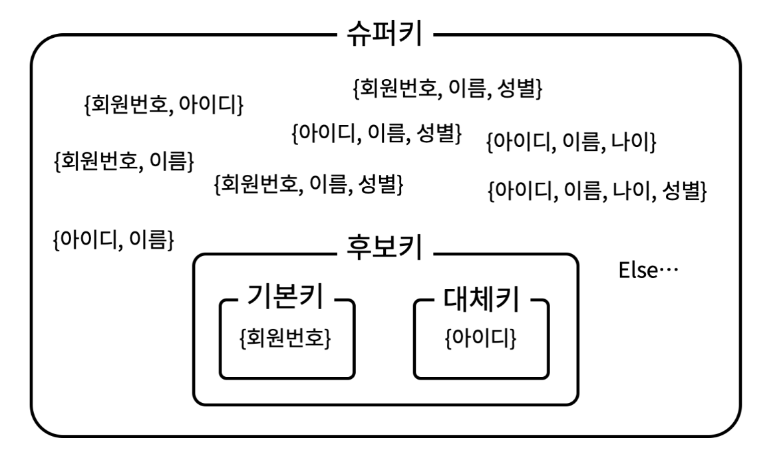 슈퍼키
{회원번호, 이름, 성별}
{회원번호, 아이디}
{아이디, 이름, 성별}
{아이디, 이름, 나이}
{회원번호, 이름}
{회원번호, 이름, 성별}
{아이디, 이름, 나이, 성별}
{아이디, 이름}
후보키
Else…
기본키
대체키
{회원번호}
{아이디}